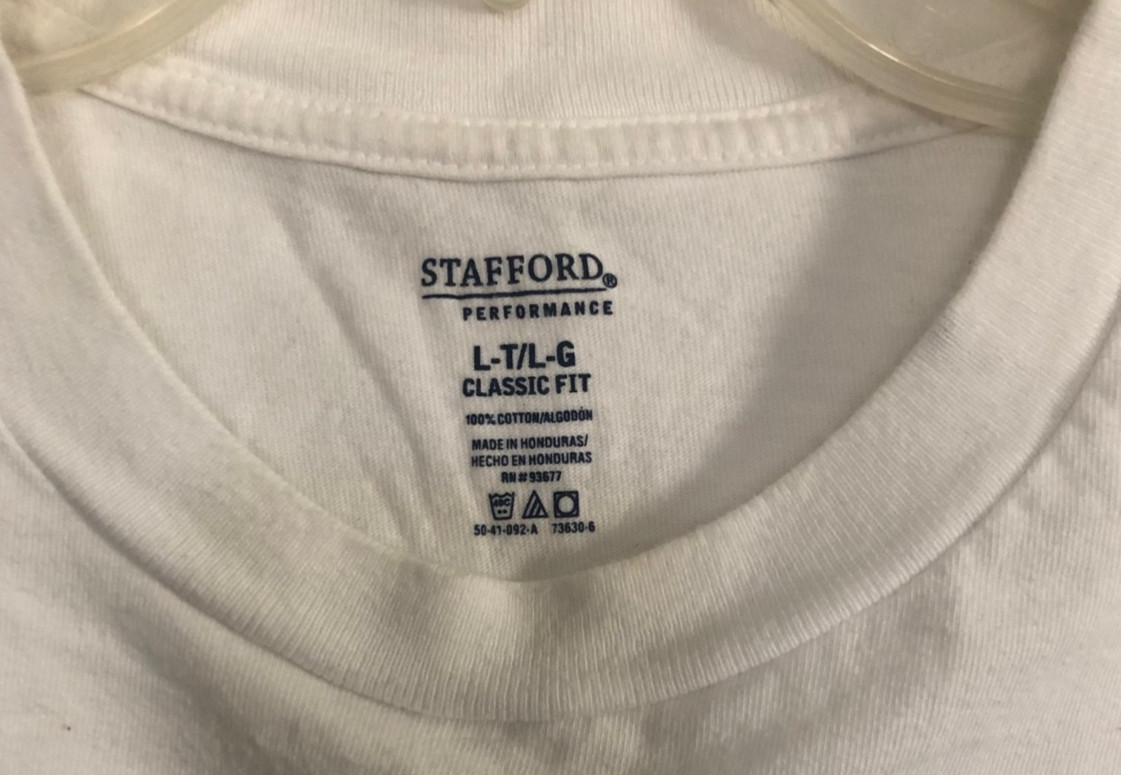 STAFFORD®
PERFORMANCE
L-T/L-G
CLASSIC FIT
100% COTTON/ALGODÓN
MADE IN HONDURAS/
HECHO EN HONDURAS
RN# 93677
40C
50-41-092-A 73630-6